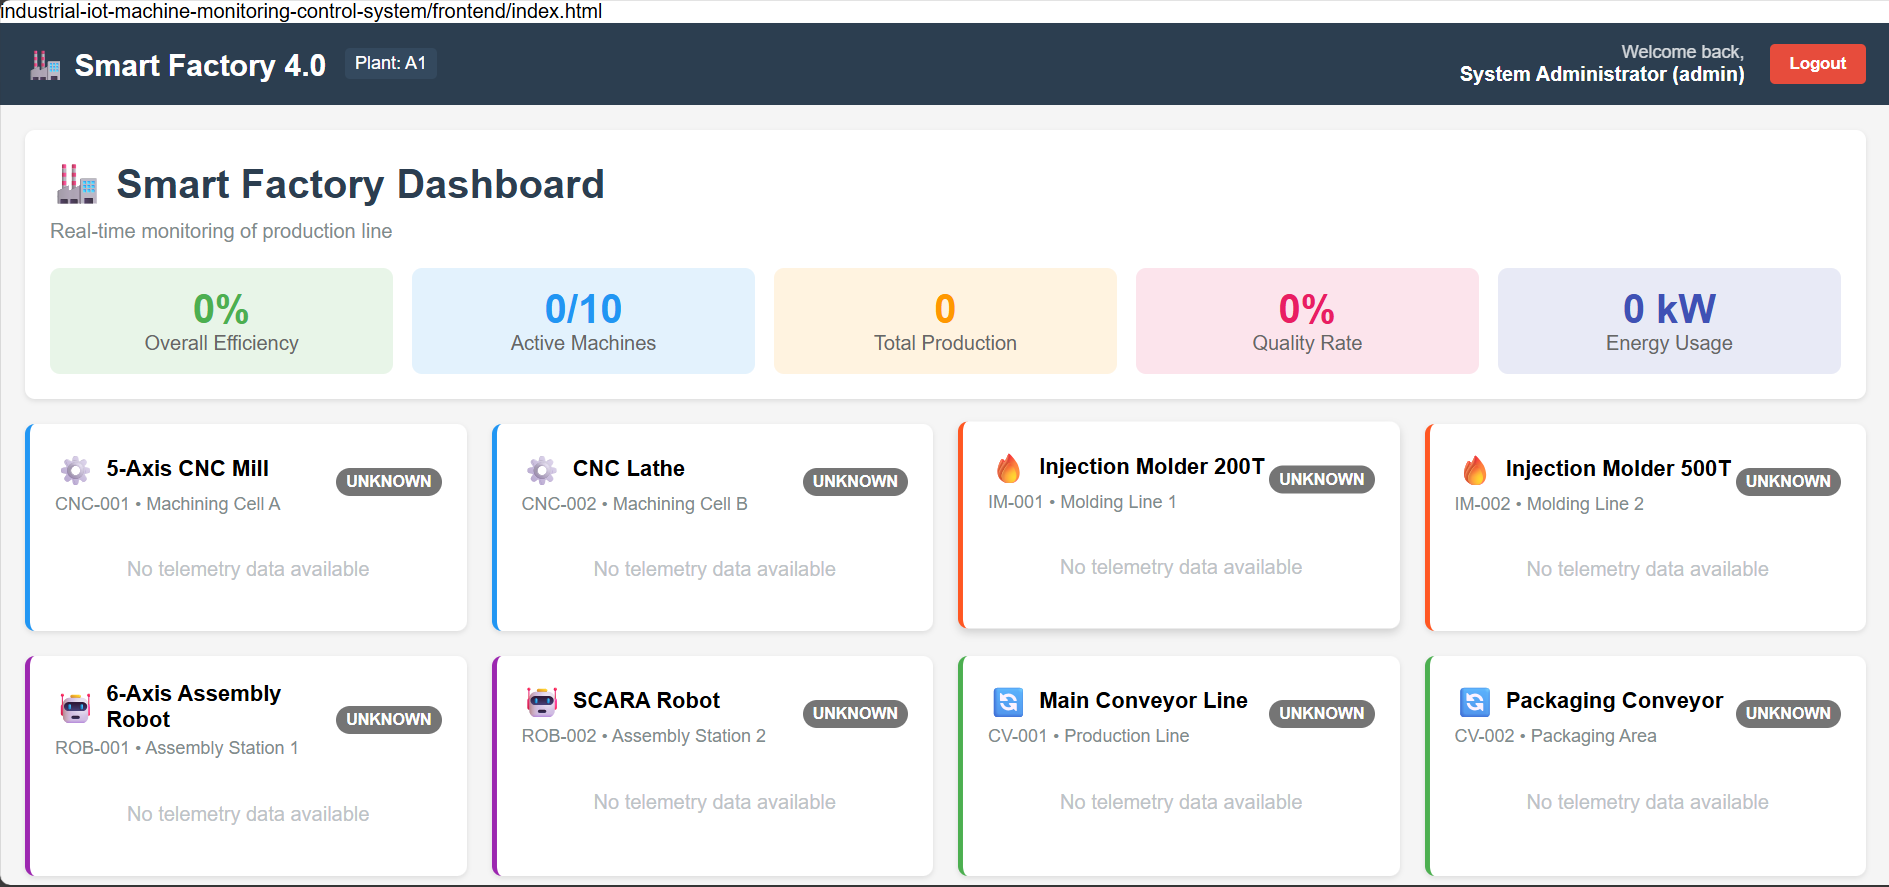 industrial-iot-machine-monitoring-control-system/frontend/index.html
Smart Factory 4.0
Plant: A1
Welcome back,
System Administrator (admin)
Logout
Smart Factory Dashboard
Real-time monitoring of production line
0%
Overall Efficiency
0/10
Active Machines
0
Total Production
0%
Quality Rate
0 kW
Energy Usage
5-Axis CNC Mill
UNKNOWN
CNC-001 • Machining Cell A
No telemetry data available
CNC Lathe
UNKNOWN
CNC-002 • Machining Cell B
No telemetry data available
Injection Molder 200T
UNKNOWN
IM-001 • Molding Line 1
No telemetry data available
Injection Molder 500T
UNKNOWN
IM-002 • Molding Line 2
No telemetry data available
6-Axis Assembly
Robot
UNKNOWN
ROB-001 • Assembly Station 1
No telemetry data available
SCARA Robot
UNKNOWN
ROB-002 • Assembly Station 2
No telemetry data available
Main Conveyor Line
UNKNOWN
CV-001 • Production Line
No telemetry data available
Packaging Conveyor
UNKNOWN
CV-002 • Packaging Area
No telemetry data available